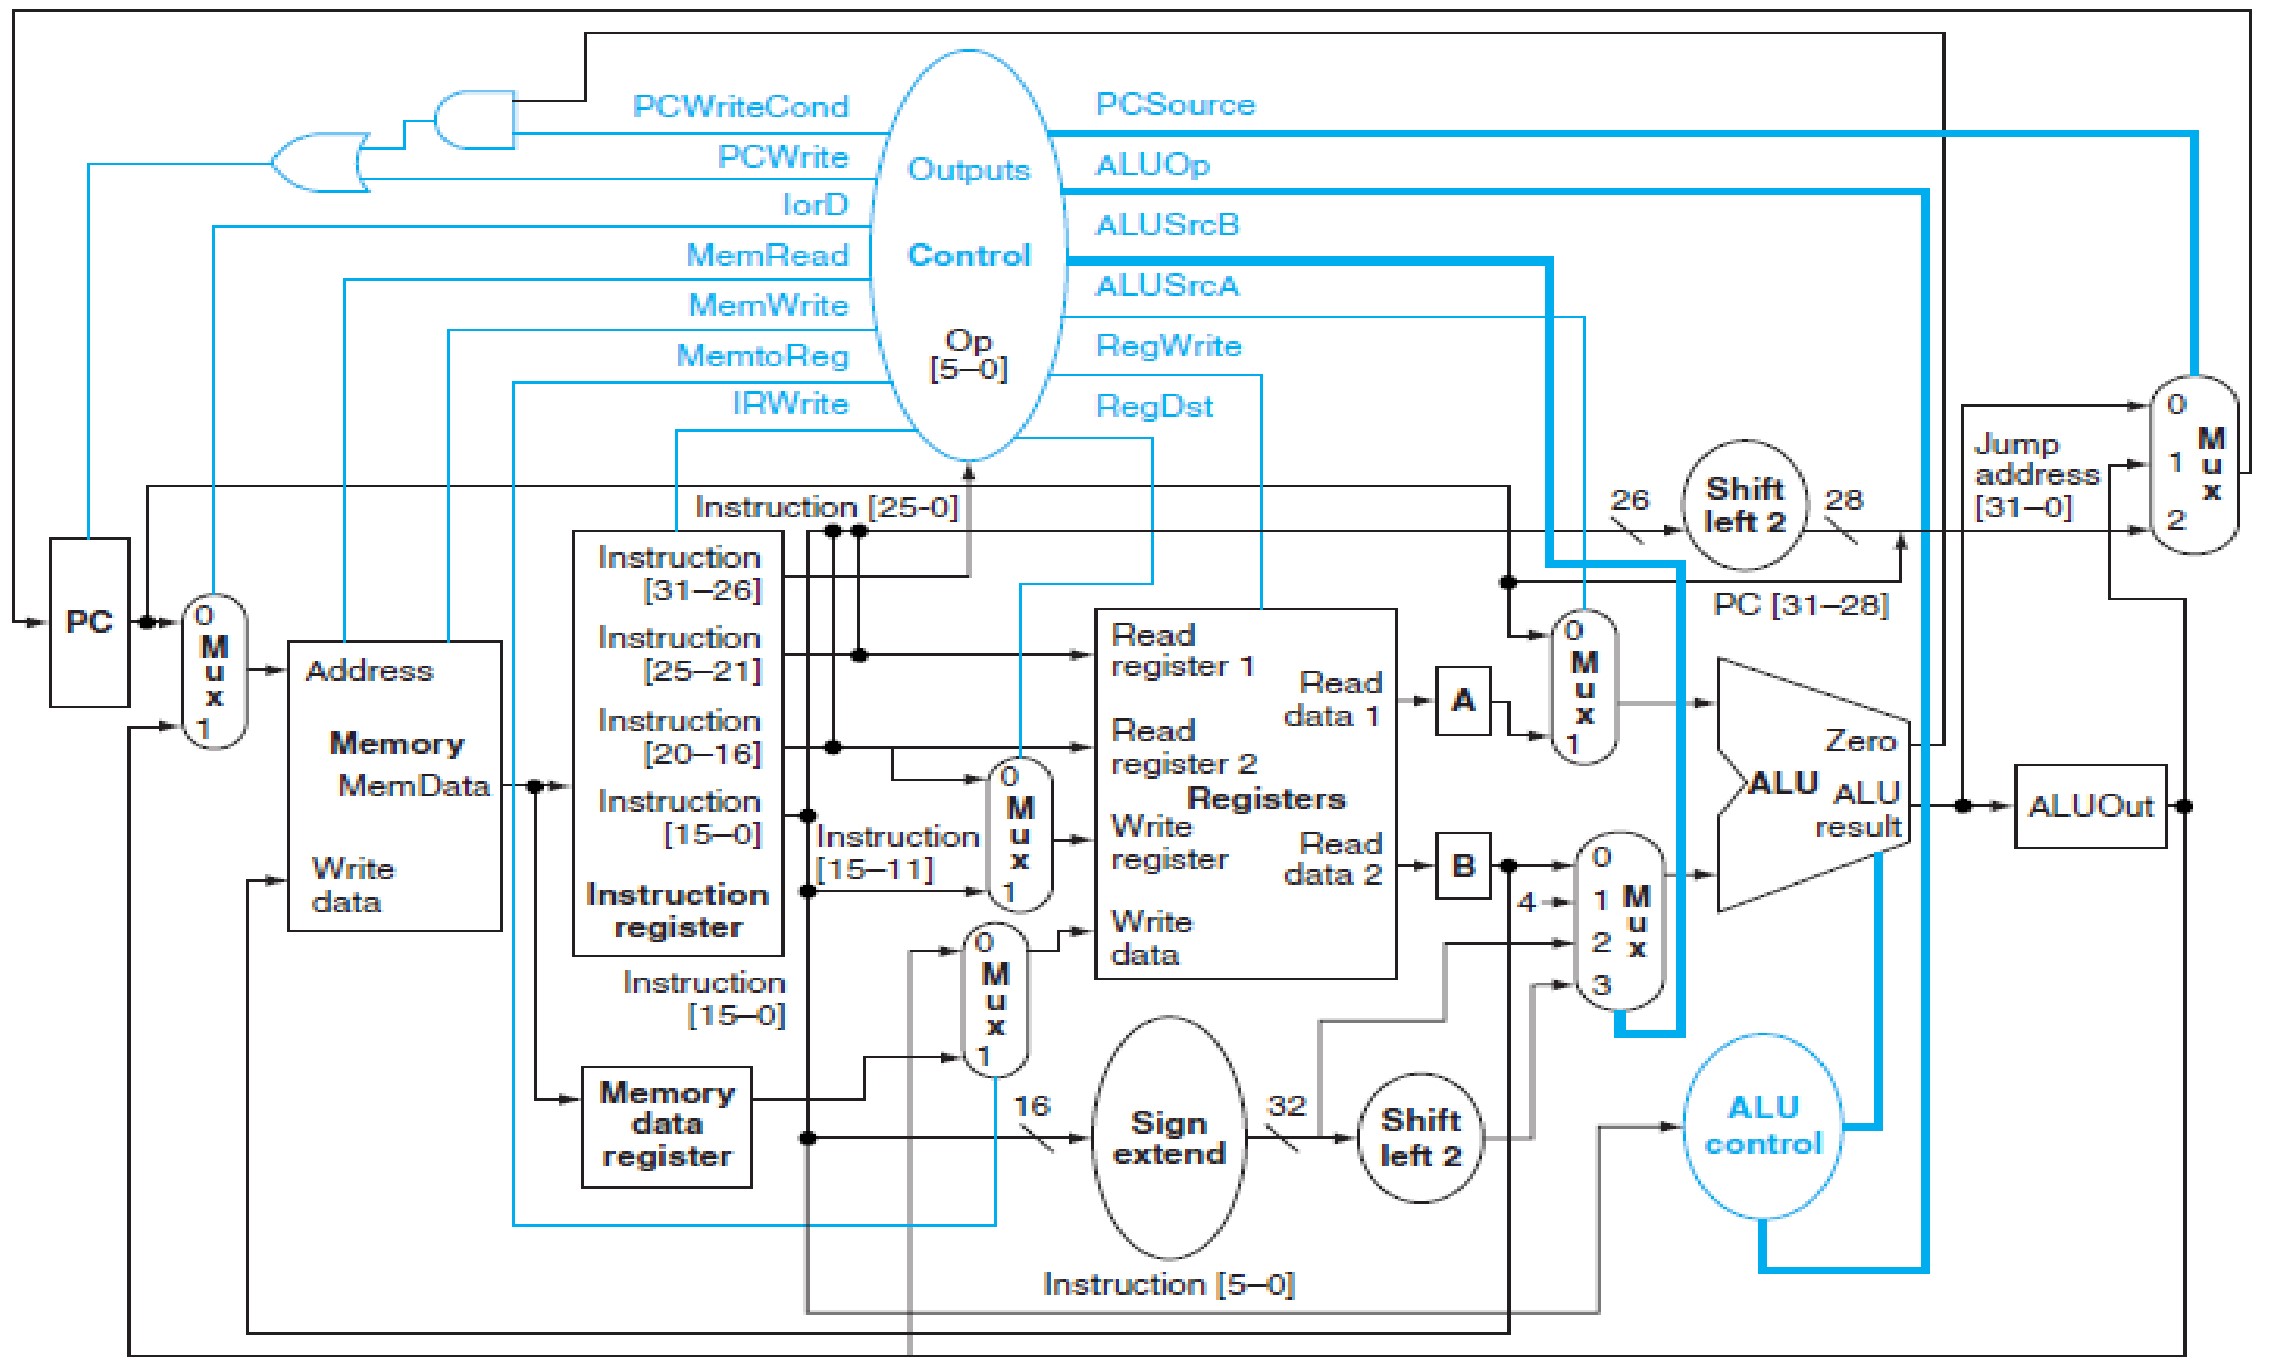 PCWriteCond
PCWrite
IorD
MemRead
MemWrite
MemtoReg
IRWrite
Outputs
Control
Op
[5–0]
PCSource
ALUOp
ALUSrcB
ALUSrcA
RegWrite
RegDst
PC
0
M
u
x
1
Address
Memory
MemData
Write
data
Instruction [25-0]
Instruction
[31–26]
Instruction
[25–21]
Instruction
[20–16]
Instruction
[15–0]
Instruction
register
Instruction
[15–0]
Memory
data
register
Instruction
[15–11]
0
M
u
x
1
0
M
u
x
1
Read
register 1
Read
register 2
Registers
Write
register
Write
data
Read
data 1
Read
data 2
16
Sign
extend
32
Shift
left 2
Instruction [5–0]
A
B
4
0
M
u
x
1
0
1
2
3
M
u
x
26
Shift
left 2
28
PC [31–28]
Jump
address
[31–0]
Zero
ALU
ALU
result
ALU
control
ALUOut
0
1
2
M
u
x